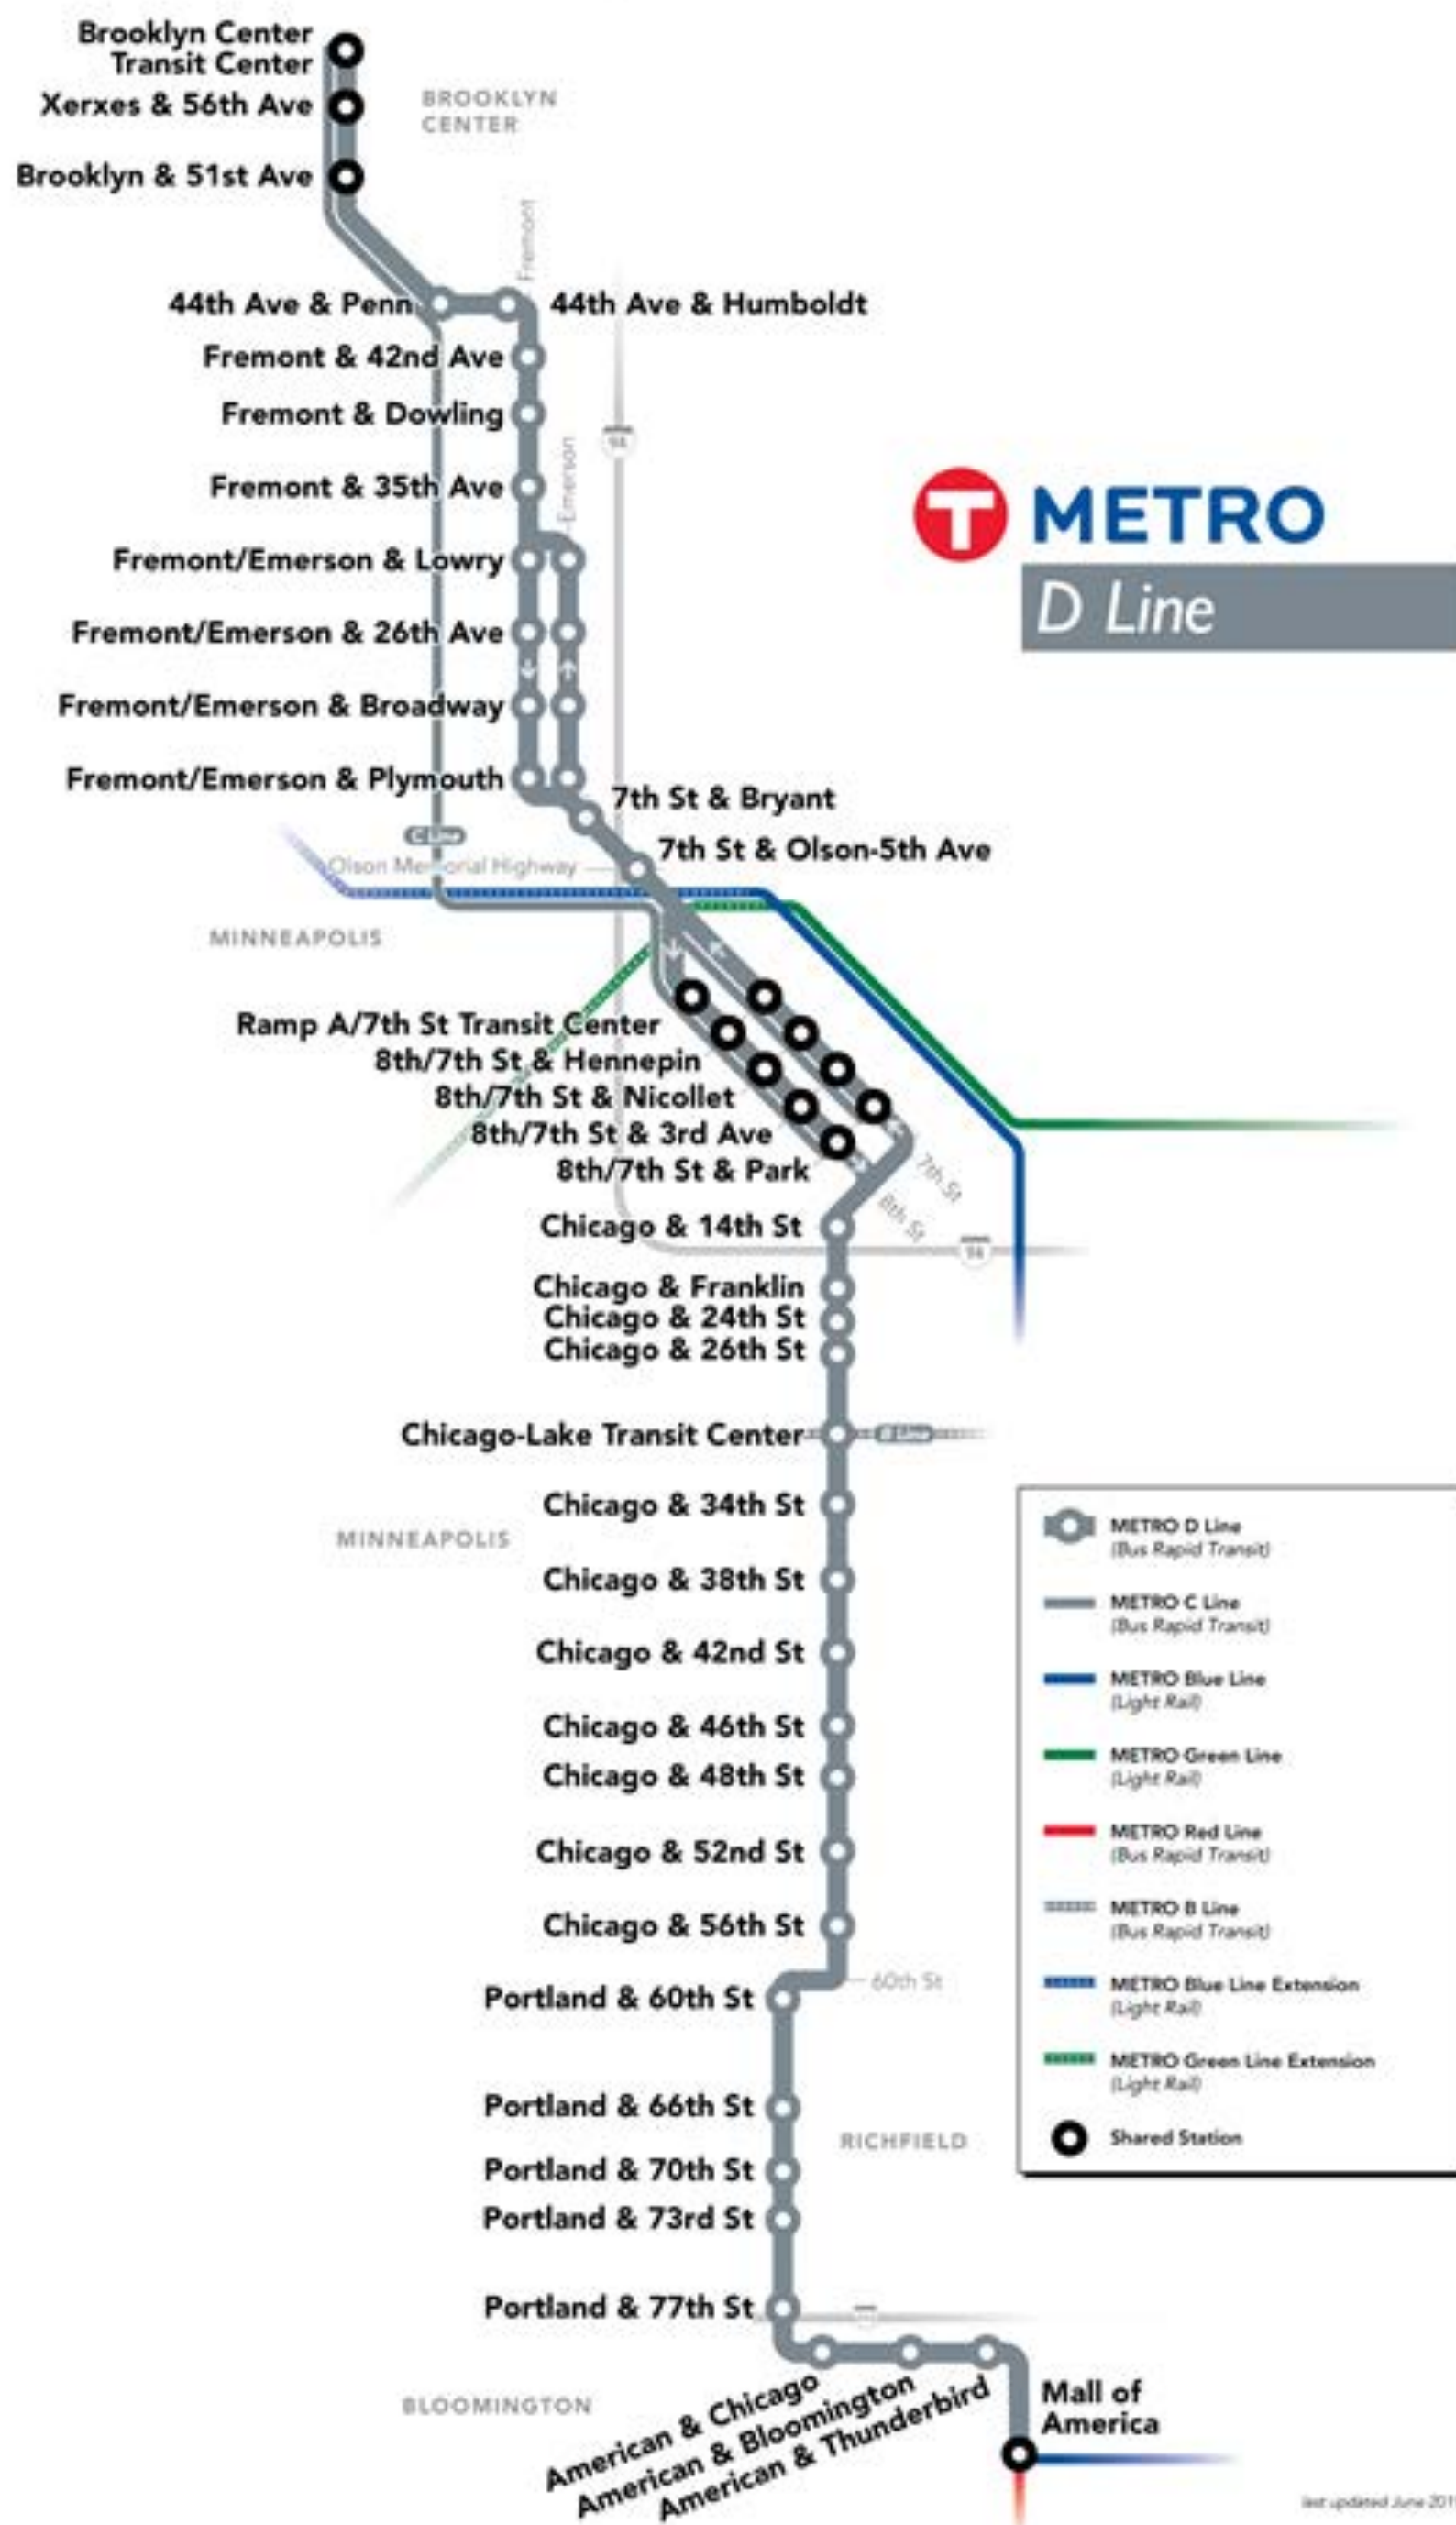 Brooklyn Center
Transit Center
Xerxes & 56th Ave
BROOKLYN
CENTER
Brooklyn & 51st Ave
Fremont
44th Ave & Penn
44th Ave & Humboldt
Fremont & 42nd Ave
Fremont & Dowling
94
Emerson
Fremont & 35th Ave
T METRO
D Line
Fremont/Emerson & Lowry
Fremont/Emerson & 26th Ave
Fremont/Emerson & Broadway
Fremont/Emerson & Plymouth
7th St & Bryant
C Line
7th St & Olson-5th Ave
Olson Memorial Highway
MINNEAPOLIS
Ramp A/7th St Transit Center
8th/7th St & Hennepin
8th/7th St & Nicollet
8th/7th St & 3rd Ave
8th/7th St & Park
7th St
8th St
Chicago & 14th St
94
Chicago & Franklin
Chicago & 24th St
Chicago & 26th St
Chicago-Lake Transit Center
B Line
Chicago & 34th St
MINNEAPOLIS
Chicago & 38th St
Chicago & 42nd St
Chicago & 46th St
Chicago & 48th St
Chicago & 52nd St
Chicago & 56th St
60th St
Portland & 60th St
Portland & 66th St
RICHFIELD
Portland & 70th St
Portland & 73rd St
Portland & 77th St
American & Chicago
American & Bloomington
American & Thunderbird
BLOOMINGTON
Mall of
America
METRO D Line
(Bus Rapid Transit)
METRO C Line
(Bus Rapid Transit)
METRO Blue Line
(Light Rail)
METRO Green Line
(Light Rail)
METRO Red Line
(Bus Rapid Transit)
METRO B Line
(Bus Rapid Transit)
METRO Blue Line Extension
(Light Rail)
METRO Green Line Extension
(Light Rail)
Shared Station
last updated June